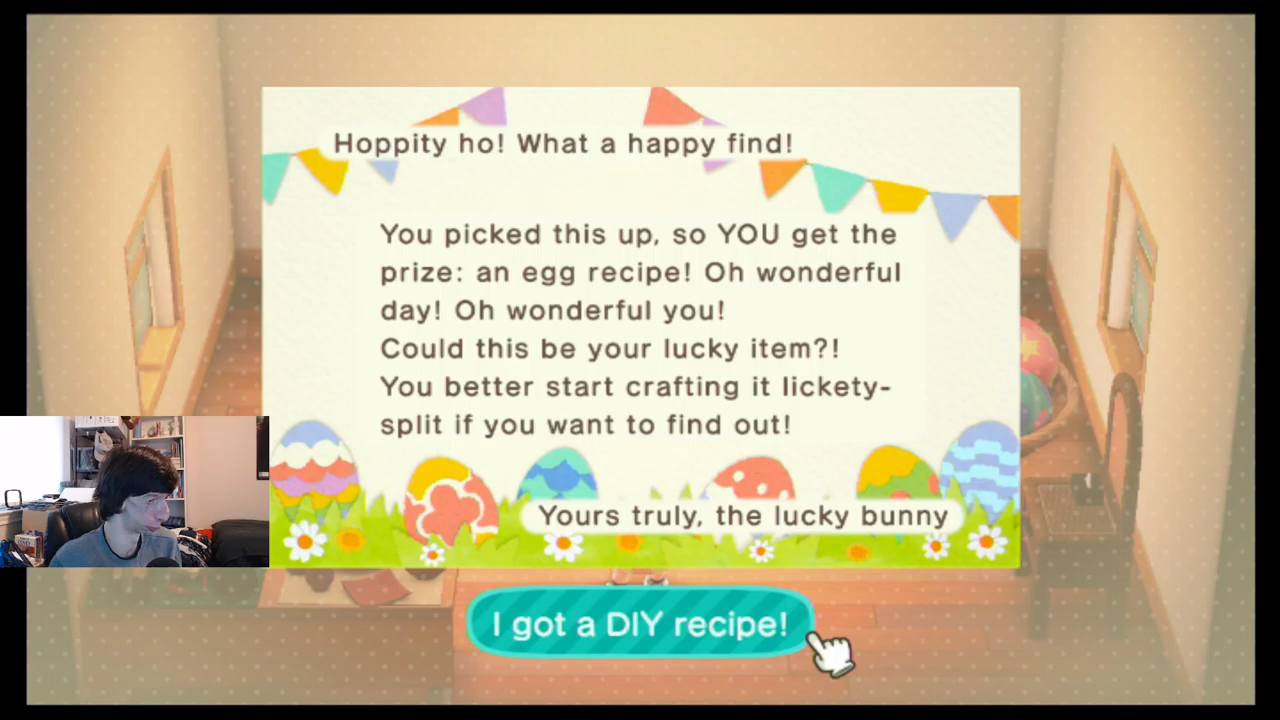 Hoppity ho! What a happy find!
You picked this up, so YOU get the
prize: an egg recipe! Oh wonderful
day! Oh wonderful you!
Could this be your lucky item?!
You better start crafting it lickety-
split if you want to find out!
Yours truly, the lucky bunny
I got a DIY recipe!